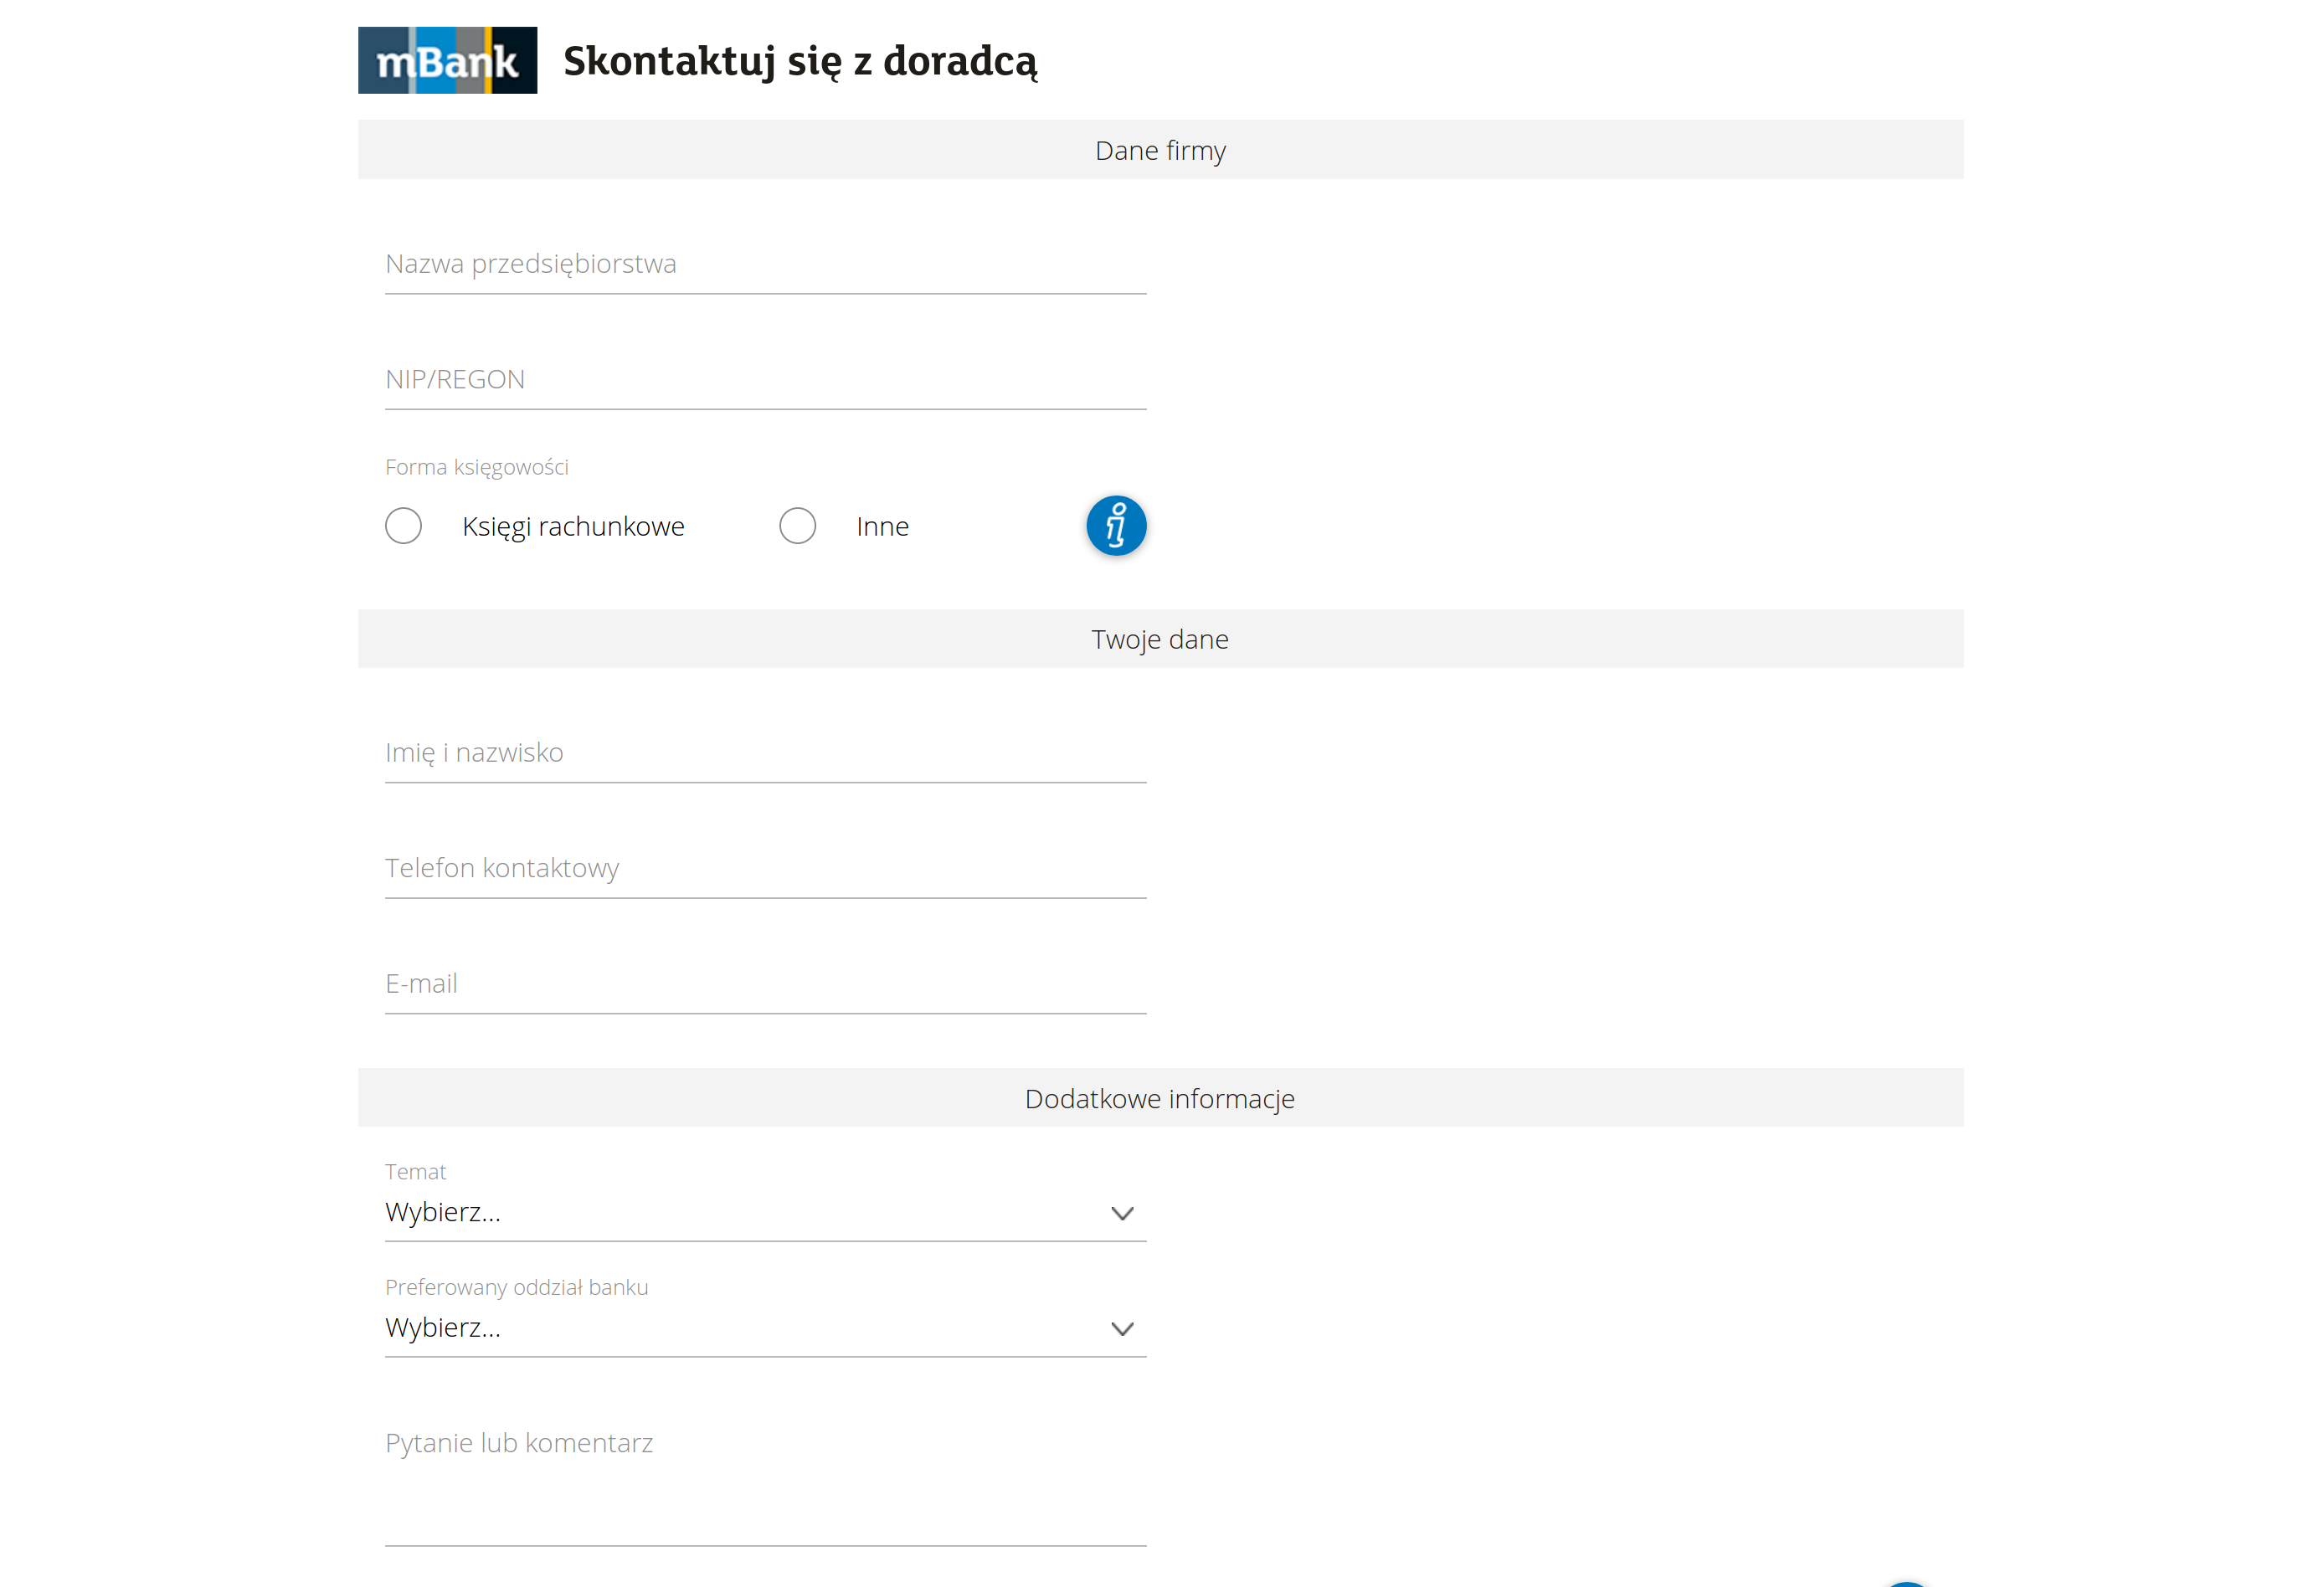 mBank Skontaktuj się z doradcą
Dane firmy
Nazwa przedsiębiorstwa
NIP/REGON
Forma księgowości
Księgi rachunkowe Inne
Twoje dane
Imię i nazwisko
Telefon kontaktowy
E-mail
Dodatkowe informacje
Temat
Wybierz...
Preferowany oddział banku
Wybierz...
Pytanie lub komentarz